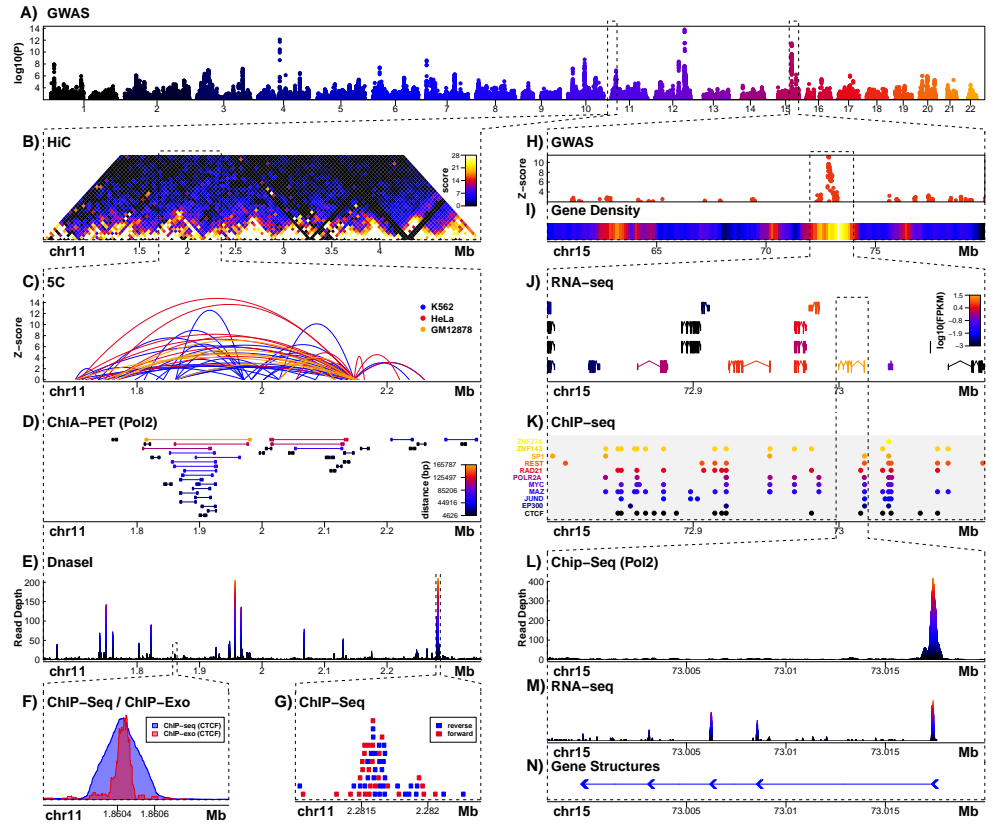 A) GWAS
log10(P)
14
12
10
8
6
4
1 2 3 4 5 6 7 8 9 10 11 12 13 14 15 16 17 18 19 20 21 22
B) HiC
score
28
21
14
7
0
1.5 2 2.5 3 3.5 4
chr11 Mb
C) 5C
Z-score
14
12
10
8
6
4
2
0
K562
HeLa
GM12878
1.8 2 2.2
chr11 Mb
D) ChIA-PET (Pol2)
distance (bp)
165787
125497
85206
44916
4626
1.8 1.9 2 2.1 2.2
chr11 Mb
E) DnaseI
Read Depth
200
150
100
50
0
1.8 1.9 2 2.1 2.2
chr11 Mb
F) ChIP-Seq / ChIP-Exo
ChIP-seq (CTCF)
ChIP-exo (CTCF)
1.8604 1.8606
chr11 Mb
G) ChIP-Seq
reverse
forward
2.2815 2.282
chr11 Mb
H) GWAS
Z-score
10
8
6
4
2
I) Gene Density
65 70 75
chr15 Mb
J) RNA-seq
log10(FPKM)
1.5
0.4
-0.8
-1.9
-3
72.9 73
chr15 Mb
K) ChIP-seq
ZNF274
ZNF143
SP1
REST
RAD21
POLR2A
MYC
MAZ
JUND
EP300
CTCF
72.9 73
chr15 Mb
L) Chip-Seq (Pol2)
Read Depth
400
300
200
100
0
73.005 73.01 73.015
chr15 Mb
M) RNA-seq
73.005 73.01 73.015
chr15 Mb
N) Gene Structures
73.005 73.01 73.015
chr15 Mb